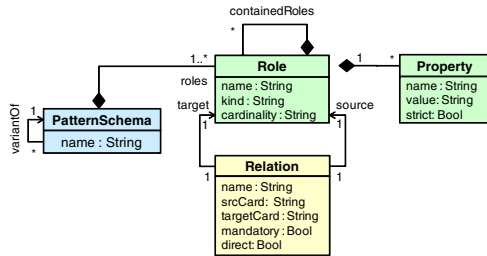 containedRoles
*
1..*
Role
1
*
Property
roles
name : String
kind : String
cardinality : String
name : String
value: String
strict: Bool
target
source
1
1
variantOf
1
*
PatternSchema
name : String
1
1
Relation
name : String
srcCard: String
targetCard: String
mandatory : Bool
direct: Bool